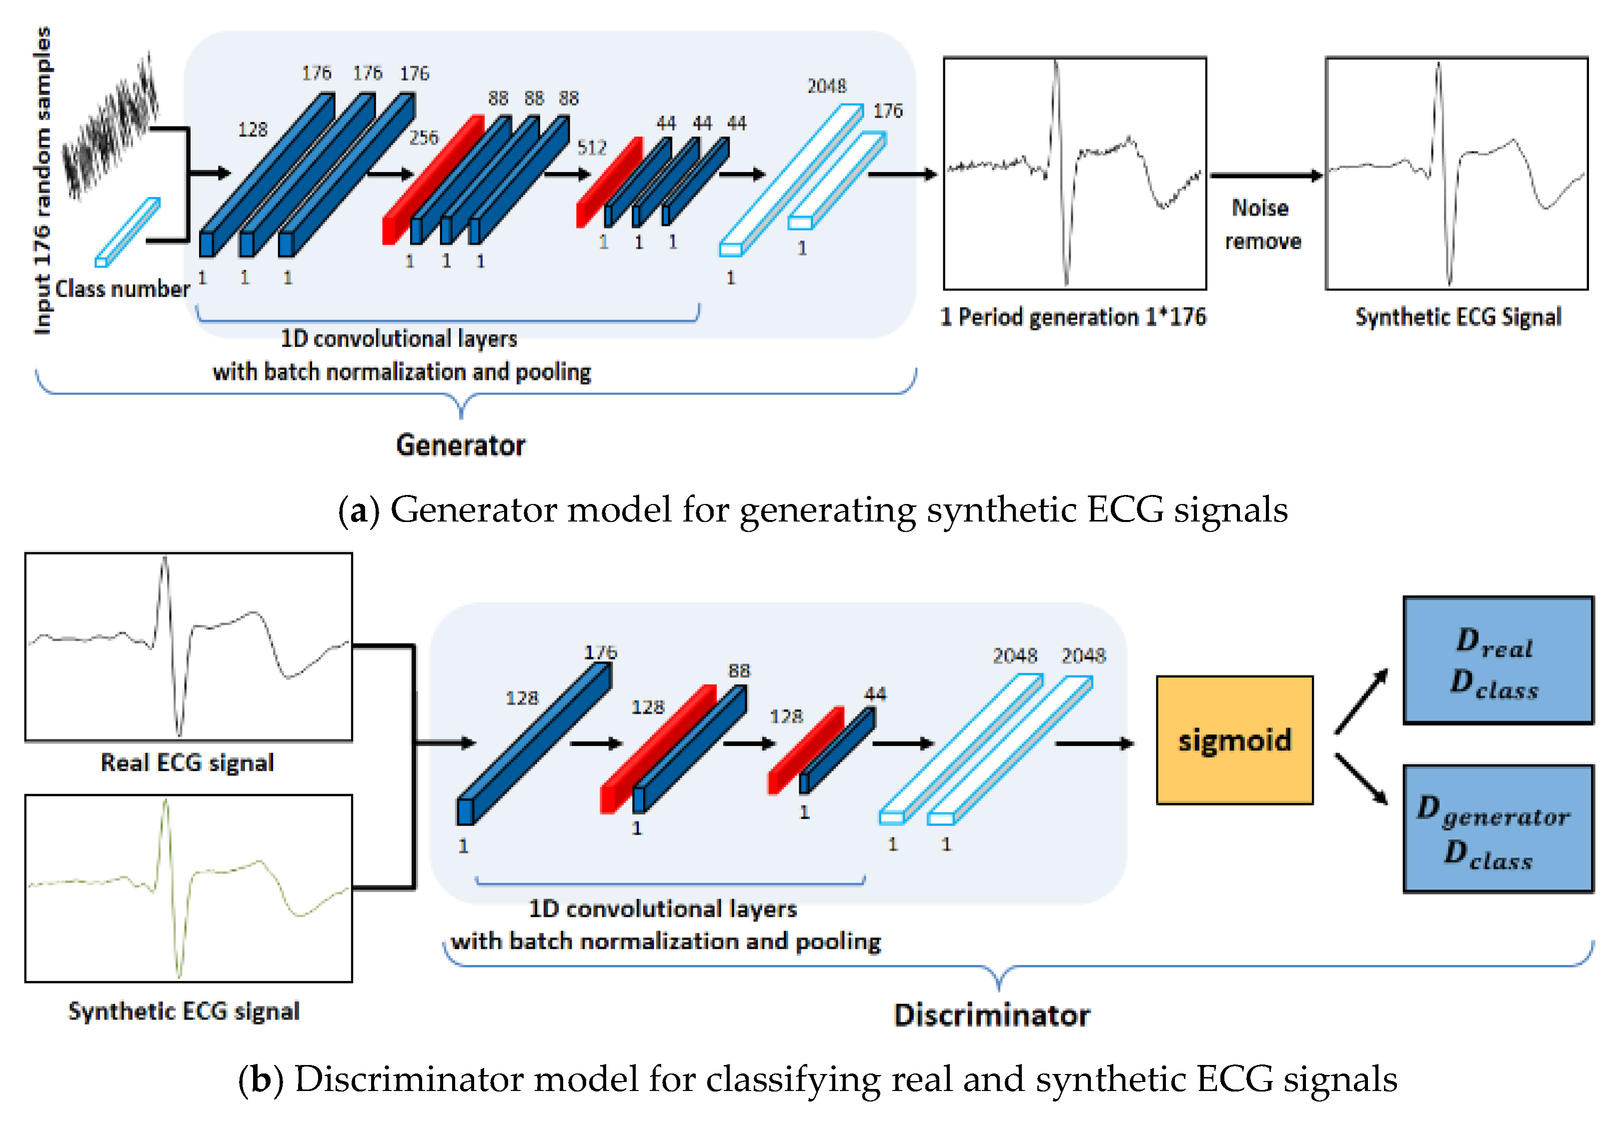 Input 176 random samples
Class number
176 176 176
128
1 1 1
88 88 88
256
1 1 1
44 44 44
512
1 1 1
2048
176
1
1
1D convolutional layers
with batch normalization and pooling
Generator
1 Period generation 1*176
Noise
remove
Synthetic ECG Signal
(a) Generator model for generating synthetic ECG signals
Real ECG signal
Synthetic ECG signal
176
128
1
88
128
1
44
128
1
2048 2048
1 1
1D convolutional layers
with batch normalization and pooling
sigmoid
D real
D class
D generator
D class
Discriminator
(b) Discriminator model for classifying real and synthetic ECG signals